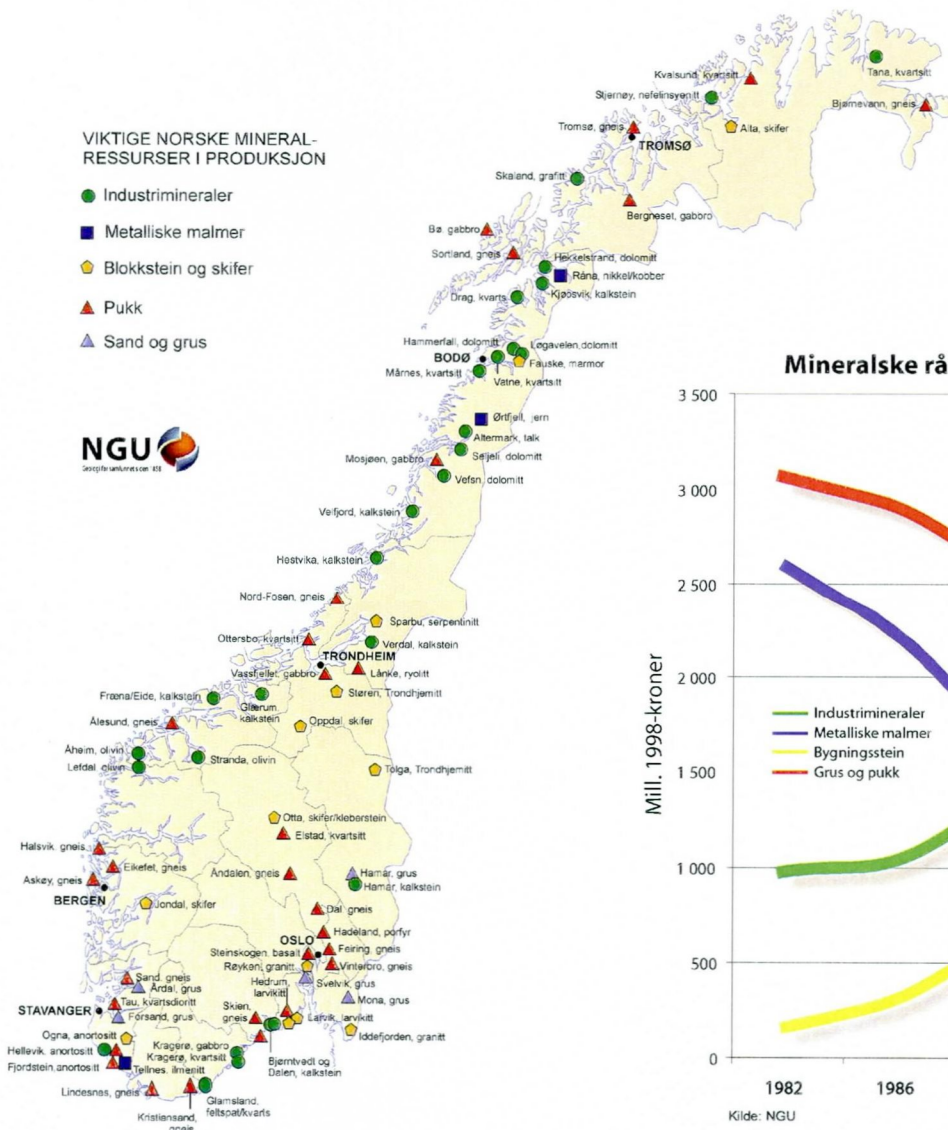 VIKTIGE NORSKE MINERAL-
RESSURSER I PRODUKSJON
Industrimineraler
Metalliske malmer
Blokkstein og skifer
Pukk
Sand og grus
NGU
Kvalsund, kvartsitt
Tana, kvartsitt
Stjernøy, nefelinsyenitt
Bjørnevann, gneis
Tromsø, gneis
Alta, skifer
TROMSØ
Skaland, grafitt
Bergneset, gabbro
Bø, gabbro
Sortland, gneis
Hekkelstrand, dolomitt
Råna, nikkel/kobber
Kjøpsvik, kalkstein
Drag, kvarts
Hammerfall, dolomitt
Løgavelen, dolomitt
BODØ
Fauske, marmor
Mårnes, kvartsitt
Vatne, kvartsitt
Ørtfjell, jern
Altermark, talk
Seljeli, dolomitt
Mosjøen, gabbro
Vefsn, dolomitt
Velfjord, kalkstein
Hestvika, kalkstein
Nord-Fosen, gneis
Sparbu, serpentinitt
Ottersbo, kvartsitt
Verdal, kalkstein
TRONDHEIM
Vassfjellet, gabbro
Lånke, ryolitt
Fræna/Eide, kalkstein
Glærum,
kalkstein
Støren, Trondhjemitt
Ålesund, gneis
Oppdal, skifer
Åheim, olivin
Lefdal, olivin
Stranda, olivin
Tolga, Trondhjemitt
Otta, skifer/kleberstein
Elstad, kvartsitt
Halsvik, gneis
Eikefet, gneis
Askøy, gneis
BERGEN
Åndalen, gneis
Hamar, grus
Hamar, kalkstein
Jondal, skifer
Dal, gneis
Hadeland, porfyr
OSLO
Steinskogen, basalt
Feiring, gneis
Røyken, granitt
Vinterbro, gneis
Sand, gneis
Årdal, grus
Hedrum,
larvikitt
Svelvik, grus
Mona, grus
STAVANGER
Tau, kvartsdioritt
Forsand, grus
Skien,
gneis
Larvik, larvikitt
Iddefjorden, granitt
Ogna, anortositt
Hellevik, anortositt
Fjordstein, anortositt
Tellnes, ilmenitt
Kragerø, gabbro
Kragerø, kvartsitt
Bjørntvedt og
Dalen, kalkstein
Lindesnes, gneis
Kristiansand,
gneis
Glamsland,
feltspat/kvarts
Mineralske rå
Mill. 1998-kroner
3 500
3 000
2 500
2 000
1 500
1 000
500
0
Industrimineraler
Metalliske malmer
Bygningsstein
Grus og pukk
1982
1986
Kilde: NGU